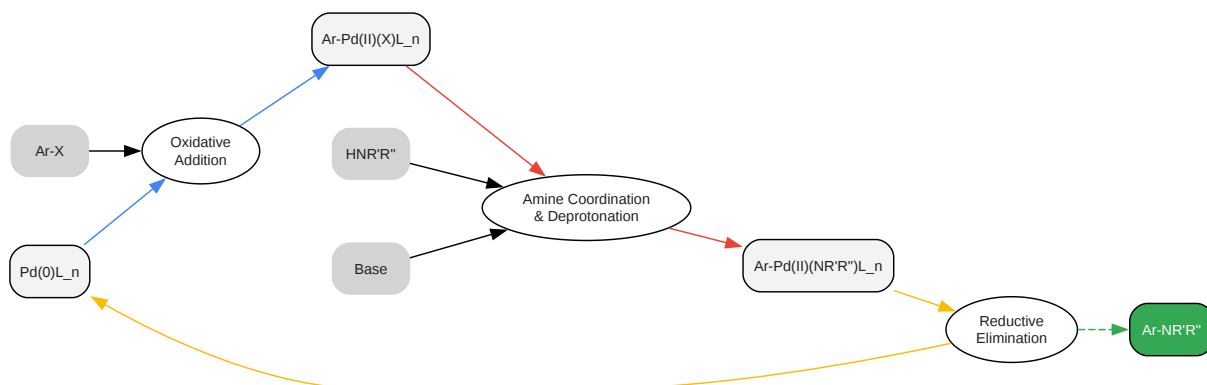 Ar-Pd(II)(X)L_n
Oxidative
Addition
Ar-X
HNR'R"
Amine Coordination
& Deprotonation
Base
Pd(0)L_n
Ar-Pd(II)(NR'R")L_n
Reductive
Elimination
Ar-NR'R"